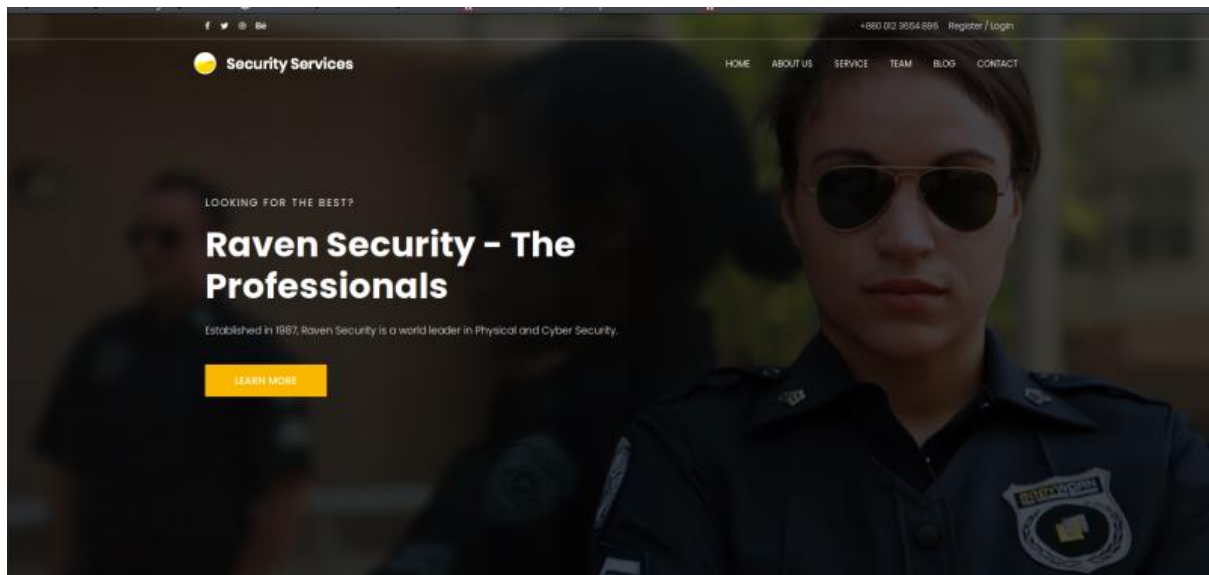 +880 012 3654 896 Register / Login
Security Services
HOME ABOUT US SERVICE TEAM BLOG CONTACT
LOOKING FOR THE BEST?
Raven Security - The
Professionals
Established in 1987, Raven Security is a world leader in Physical and Cyber Security.
LEARN MORE